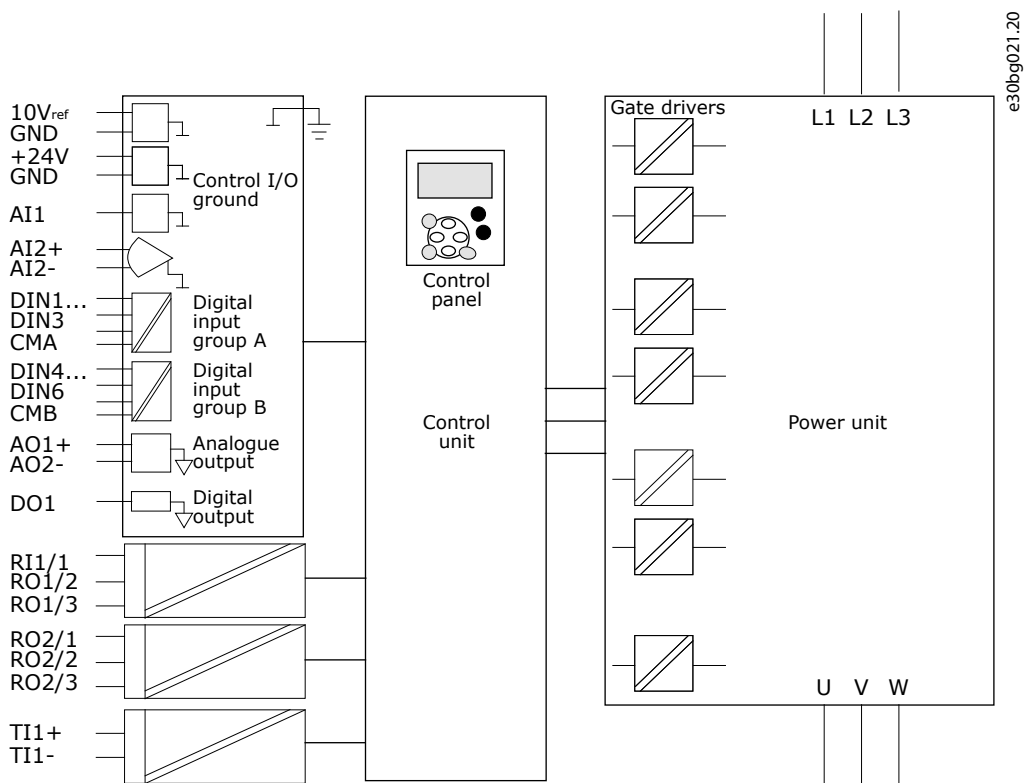 10Vref
GND
+24V
GND
AI1
AI2+
AI2-
DIN1...
DIN3
CMA
DIN4...
DIN6
CMB
AO1+
AO2-
DO1
RI1/1
RO1/2
RO1/3
RO2/1
RO2/2
RO2/3
TI1+
TI1-
Control I/O
ground
Digital
input
group A
Digital
input
group B
Analogue
output
Digital
output
Control
panel
Control
unit
Gate drivers
L1 L2 L3
Power unit
U V W
e30bg021.20